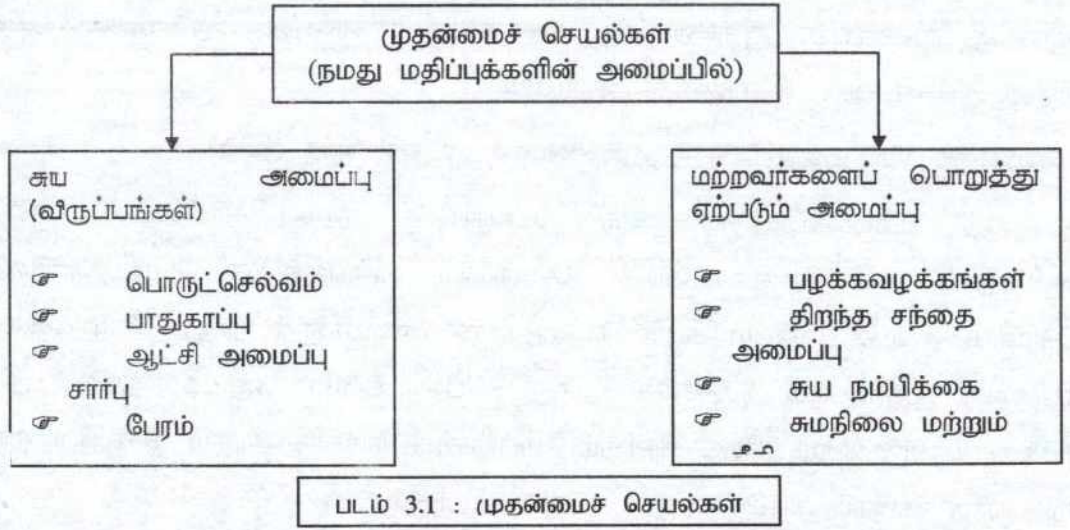 முதன்மைச் செயல்கள்
(நமது மதிப்புக்களின் அமைப்பில்)
சுய அமைப்பு
(விருப்பங்கள்)
☞ பொருட்செல்வம்
☞ பாதுகாப்பு
☞ ஆட்சி அமைப்பு
சார்பு
☞ பேரம்
மற்றவர்களைப் பொறுத்து
ஏற்படும் அமைப்பு
☞ பழக்கவழக்கங்கள்
☞ திறந்த சந்தை
அமைப்பு
☞ சுய நம்பிக்கை
☞ சுமநிலை மற்றும்
படம் 3.1 : முதன்மைச் செயல்கள்